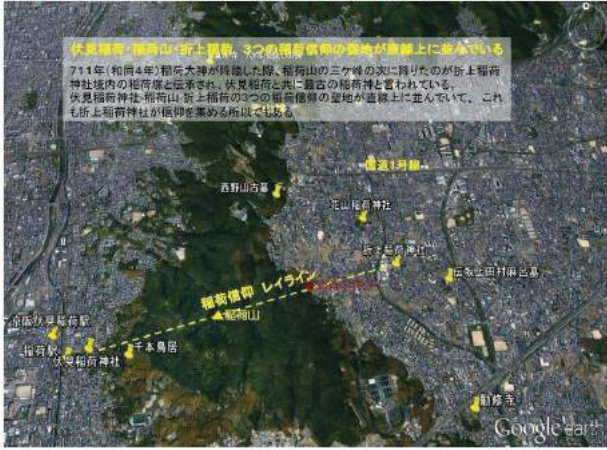 伏見稲荷・稲荷山・折上稲荷、3つの稲荷信仰の聖地が直線上に並んでいる
711年(和同4年)稲荷大神が降臨した際、稲荷山の三ケ峰の次に降りたのが折上稲荷
神社境内の稲荷塚と伝承され、伏見稲荷と共に最古の稲荷神と言われている。
伏見稲荷神社・稲荷山・折上稲荷の3つの稲荷信仰の聖地が直線上に並んでいて、これ
も折上神社が信仰を集める所以でもある
国道1号線
西野山古墓
花山稲荷神社
折上稲荷神社
伝坂上田村麻呂墓
稲荷信仰 レイライン
稲荷山
京阪伏見稲荷駅
稲荷駅
伏見稲荷神社
千本鳥居
勧修寺
Google earth